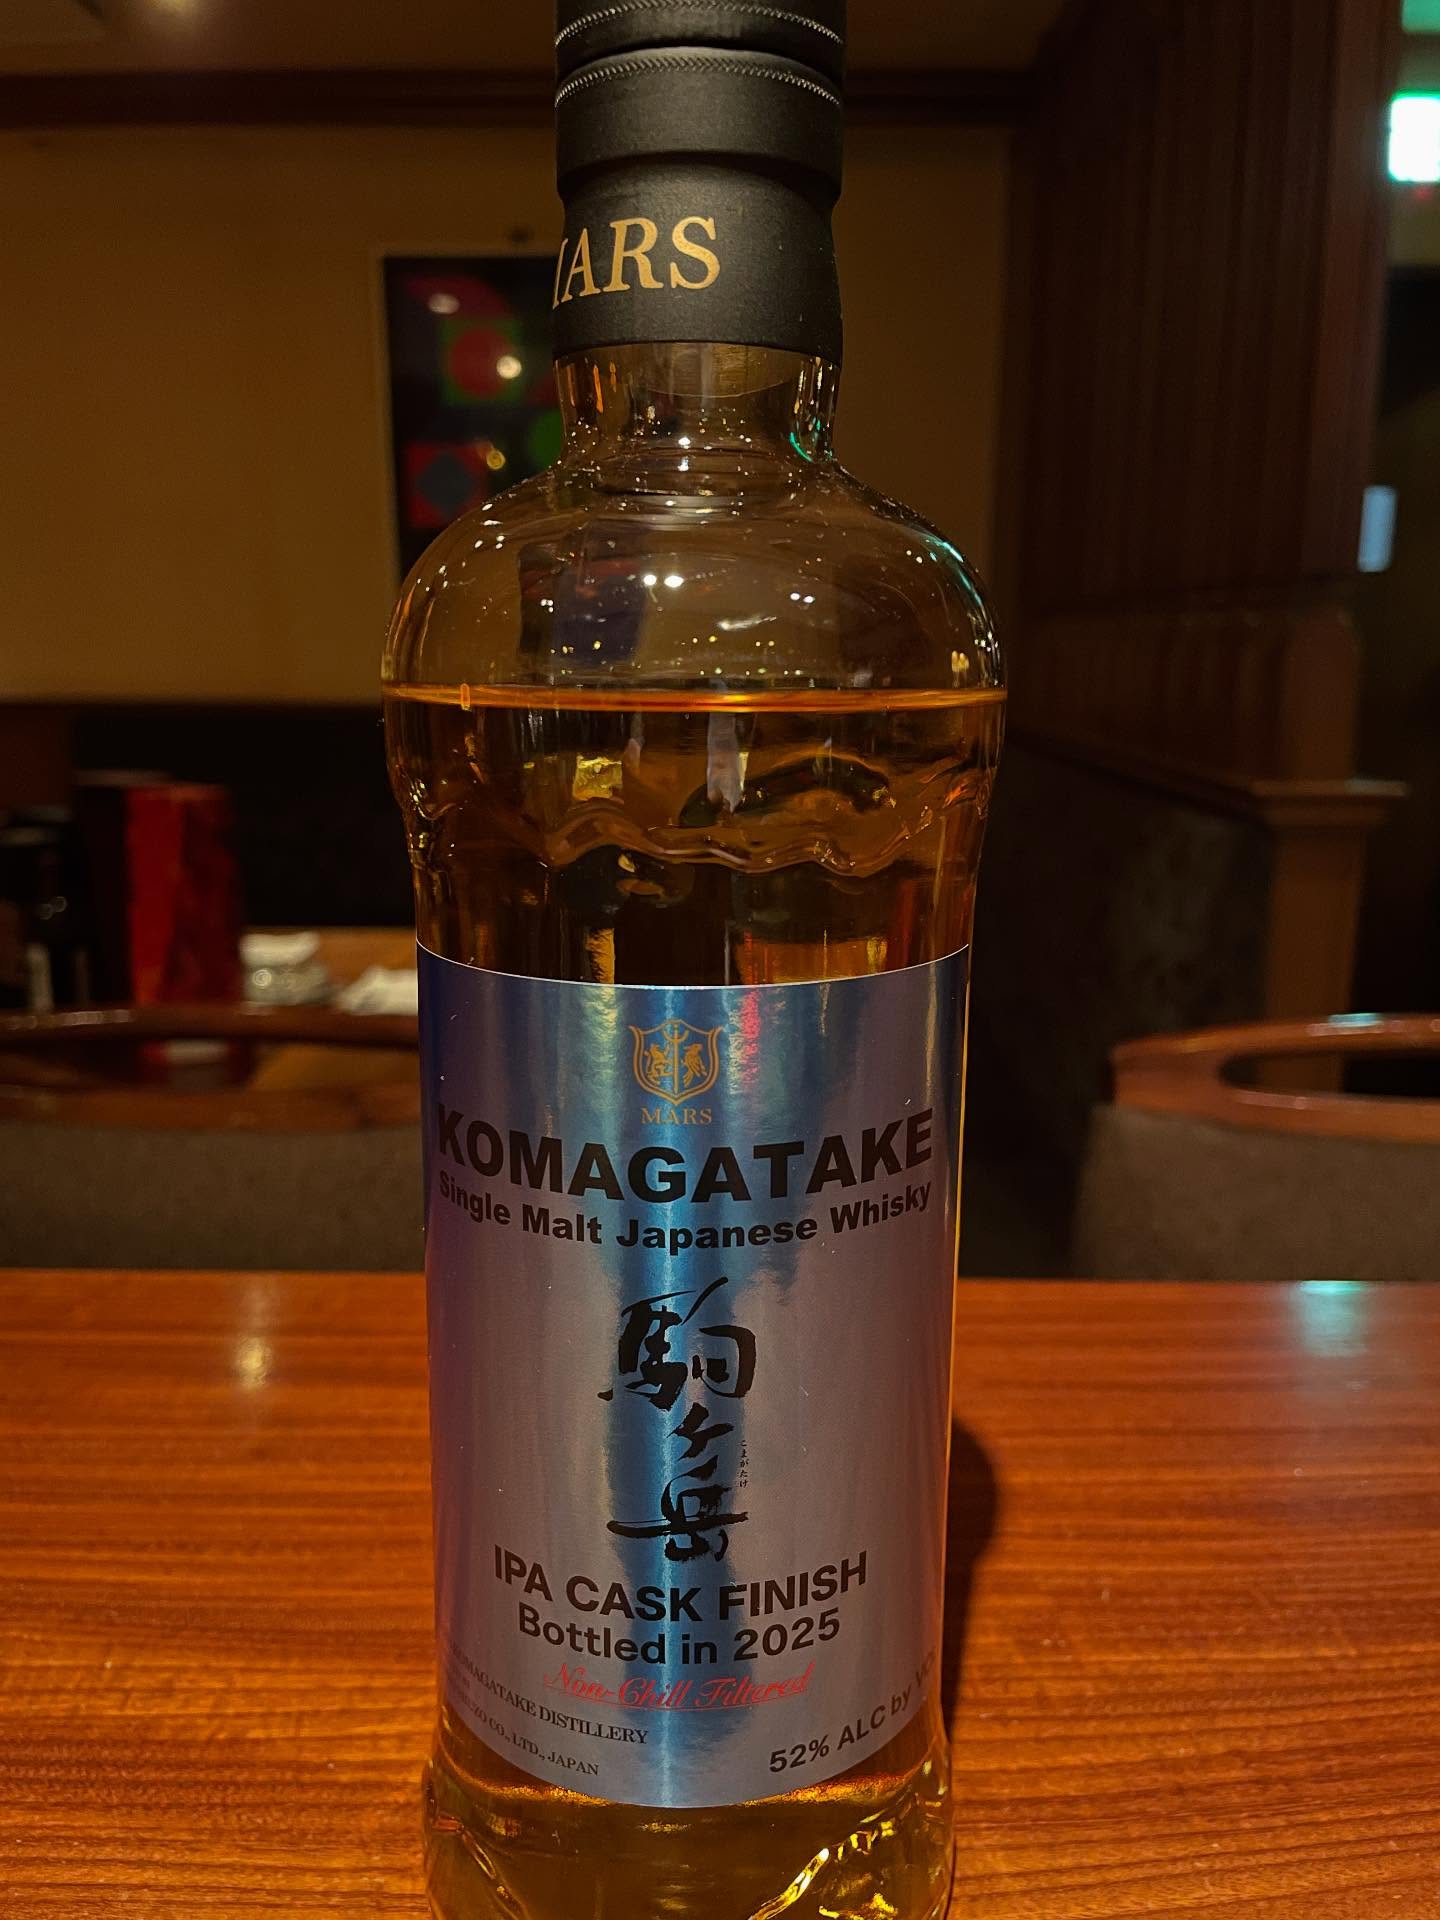 MARS
MARS
KOMAGATAKE
Single Malt Japanese Whisky
駒ヶ岳
こまがたけ
IPA CASK FINISH
Bottled in 2025
Non-Chill Filtered
KOMAGATAKE DISTILLERY
CO., LTD., JAPAN
52% ALC by VOL